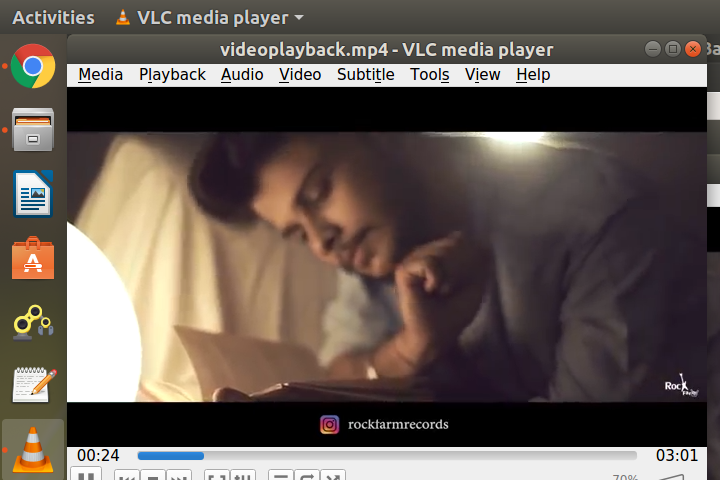 Activities VLC media player
videoplayback.mp4 - VLC media player
Media Playback Audio Video Subtitle Tools View Help
Rock
rockfarmrecords
00:24 03:01
70%